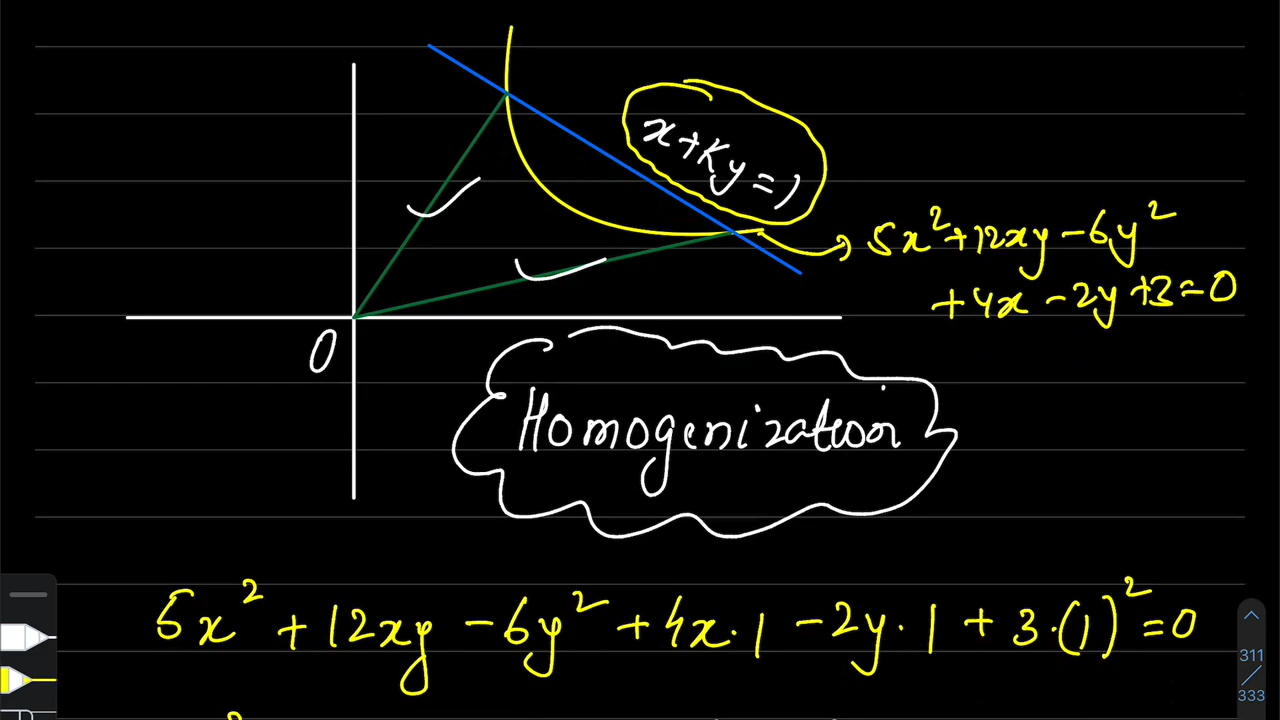 x+Ky=1
5x²+12xy-6y²
+4x-2y+3=0
O
Homogenization
5x²+12xy-6y²+4x·1-2y·1+3·(1)²=0
311
/
333